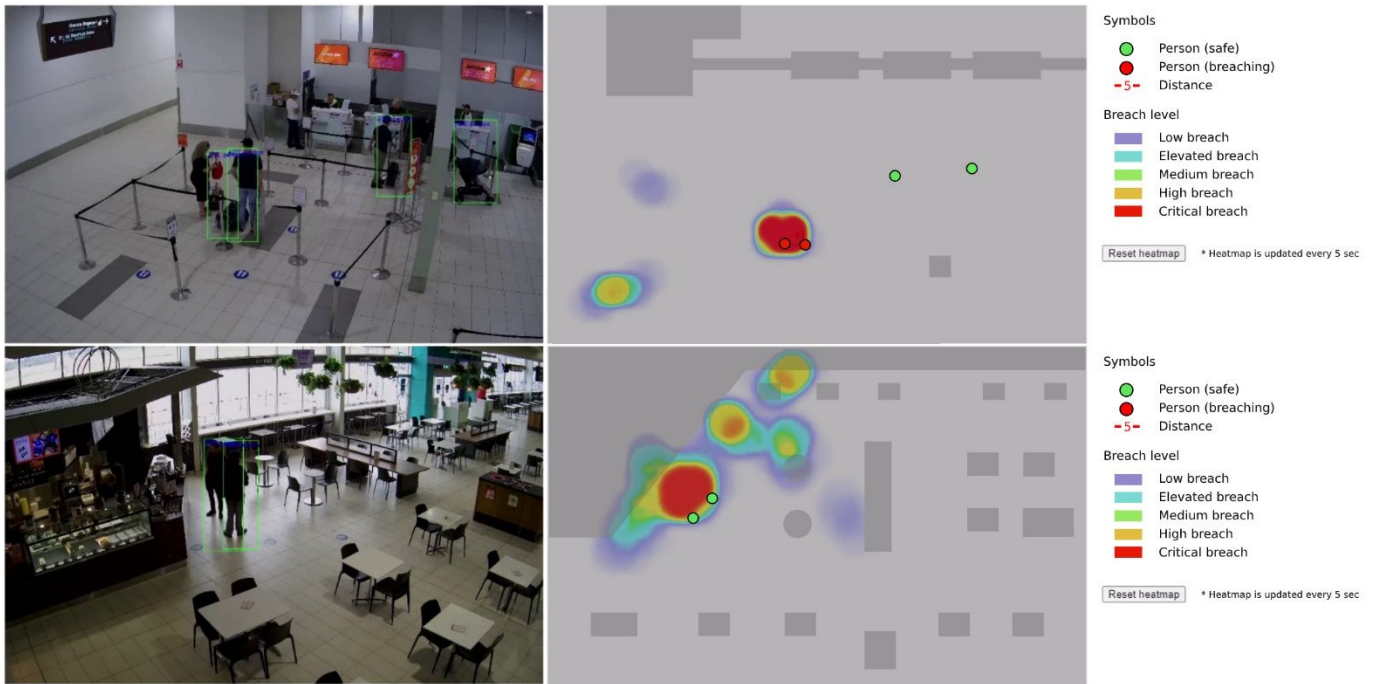 Symbols
Person (safe)
Person (breaching)
5 Distance
Breach level
Low breach
Elevated breach
Medium breach
High breach
Critical breach
Reset heatmap * Heatmap is updated every 5 sec
Symbols
Person (safe)
Person (breaching)
5 Distance
Breach level
Low breach
Elevated breach
Medium breach
High breach
Critical breach
Reset heatmap * Heatmap is updated every 5 sec